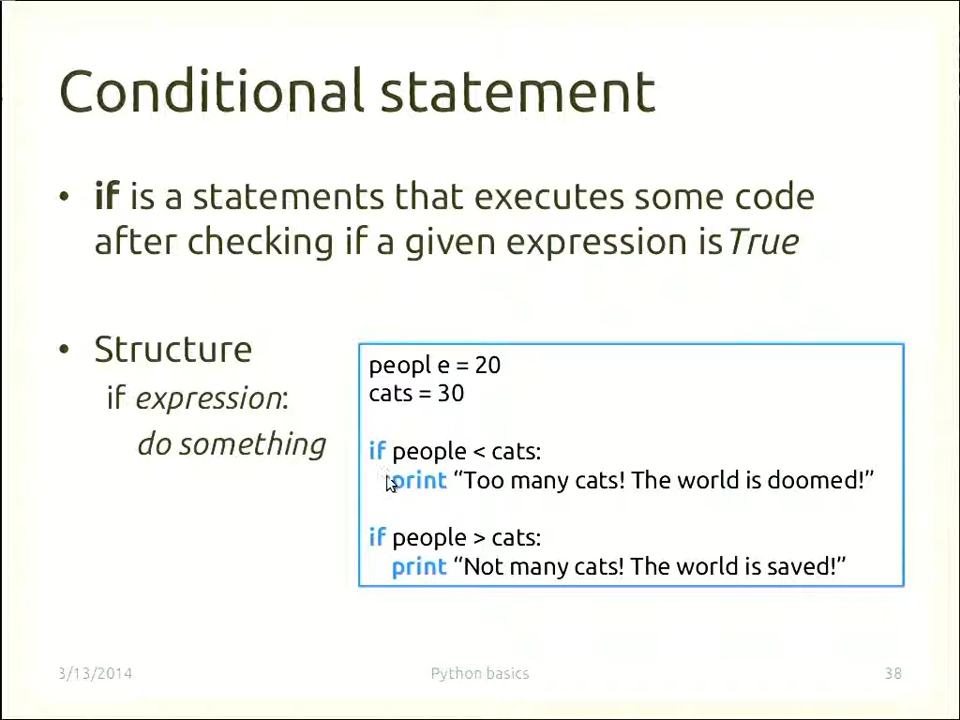 Conditional statement
• if is a statements that executes some code
after checking if a given expression is True
• Structure
if expression:
do something
peopl e = 20
cats = 30
if people < cats:
print “Too many cats! The world is doomed!”
if people > cats:
print “Not many cats! The world is saved!”
3/13/2014
Python basics
38